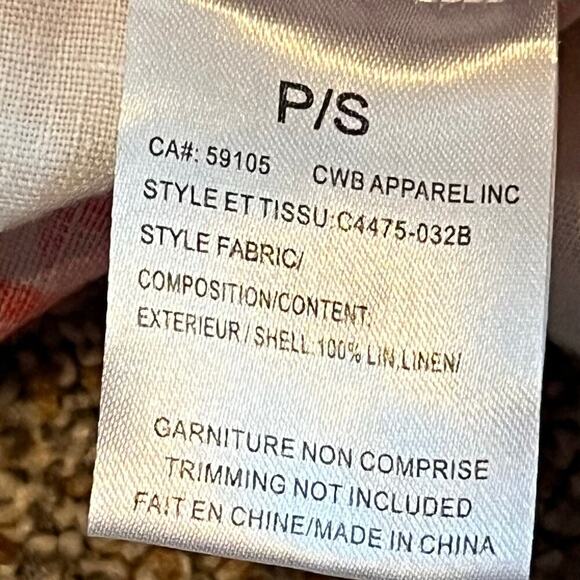 P/S
CA#: 59105 CWB APPAREL INC
STYLE ET TISSU:C4475-032B
STYLE FABRIC/
COMPOSITION/CONTENT:
EXTERIEUR/SHELL:100% LIN,LINEN/
GARNITURE NON COMPRISE
TRIMMING NOT INCLUDED
FAIT EN CHINE/MADE IN CHINA